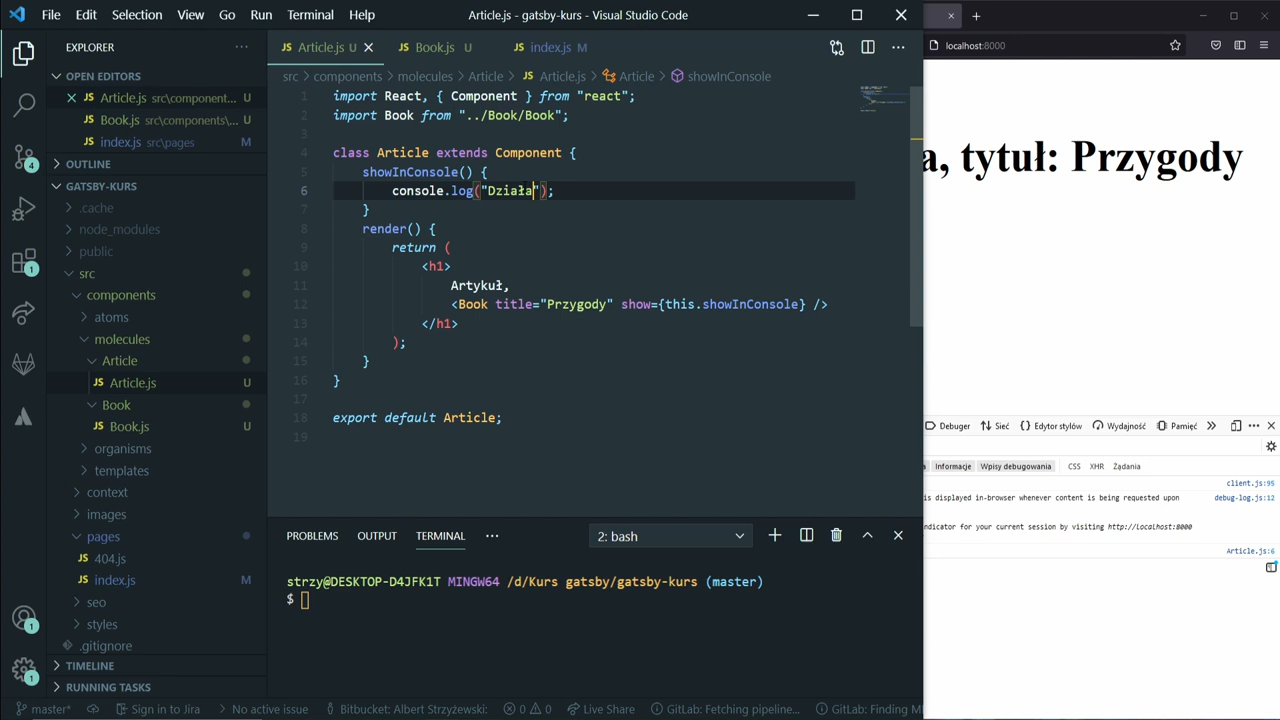 File Edit Selection View Go Run Terminal Help
Article.js - gatsby-kurs - Visual Studio Code
EXPLORER
OPEN EDITORS
Article.js src\component... U
Book.js src\components\... U
index.js src\pages M
OUTLINE
GATSBY-KURS
.cache
node_modules
public
src
components
atoms
molecules
Article
Article.js U
Book
Book.js U
organisms
templates
context
images
pages
404.js
index.js M
seo
styles
.gitignore
TIMELINE
RUNNING TASKS
4
1
1
1
JS Article.js U
JS Book.js U
JS index.js M
src > components > molecules > Article > JS Article.js > Article > showInConsole
1 import React, { Component } from "react";
2 import Book from "../Book/Book";
3
4 class Article extends Component {
5 showInConsole() {
6 console.log("Działa");
7 }
8 render() {
9 return (
10 <h1>
11 Artykuł,
12 <Book title="Przygody" show={this.showInConsole} />
13 </h1>
14 );
15 }
16 }
17
18 export default Article;
19
PROBLEMS OUTPUT TERMINAL ... 2: bash
strzy@DESKTOP-D4JFK1T MINGW64 /d/Kurs gatsby/gatsby-kurs (master)
$
master* Sign in to Jira No active issue Bitbucket: Albert Strzyżewski: 0 0 Live Share GitLab: Fetching pipeline... GitLab: Finding M
localhost:8000
a, tytuł: Przygody
Debuger Sieć Edytor stylów Wydajność Pamięć
Informacje Wpisy debugowania CSS XHR Żądania
client.js:95
is displayed in-browser whenever content is being requested upon debug-log.js:12
ndicator for your current session by visiting http://localhost:8000
Article.js:6